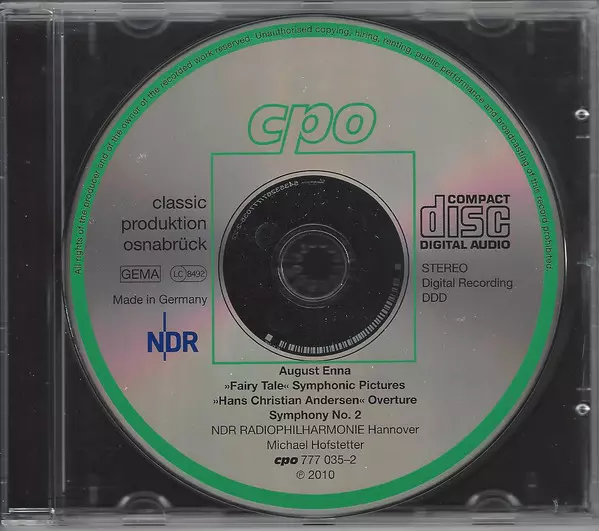 All rights of the producer and of the owner of the recorded work reserved. Unauthorised copying, hiring, renting, public performance and broadcasting of this record prohibited.
cpo
classic
produktion
osnabrück
GEMA LC 8492
Made in Germany
NDR
COMPACT
disc
DIGITAL AUDIO
STEREO
Digital Recording
DDD
August Enna
»Fairy Tale« Symphonic Pictures
»Hans Christian Andersen« Overture
Symphony No. 2
NDR RADIOPHILHARMONIE Hannover
Michael Hofstetter
cpo 777 035–2
℗ 2010